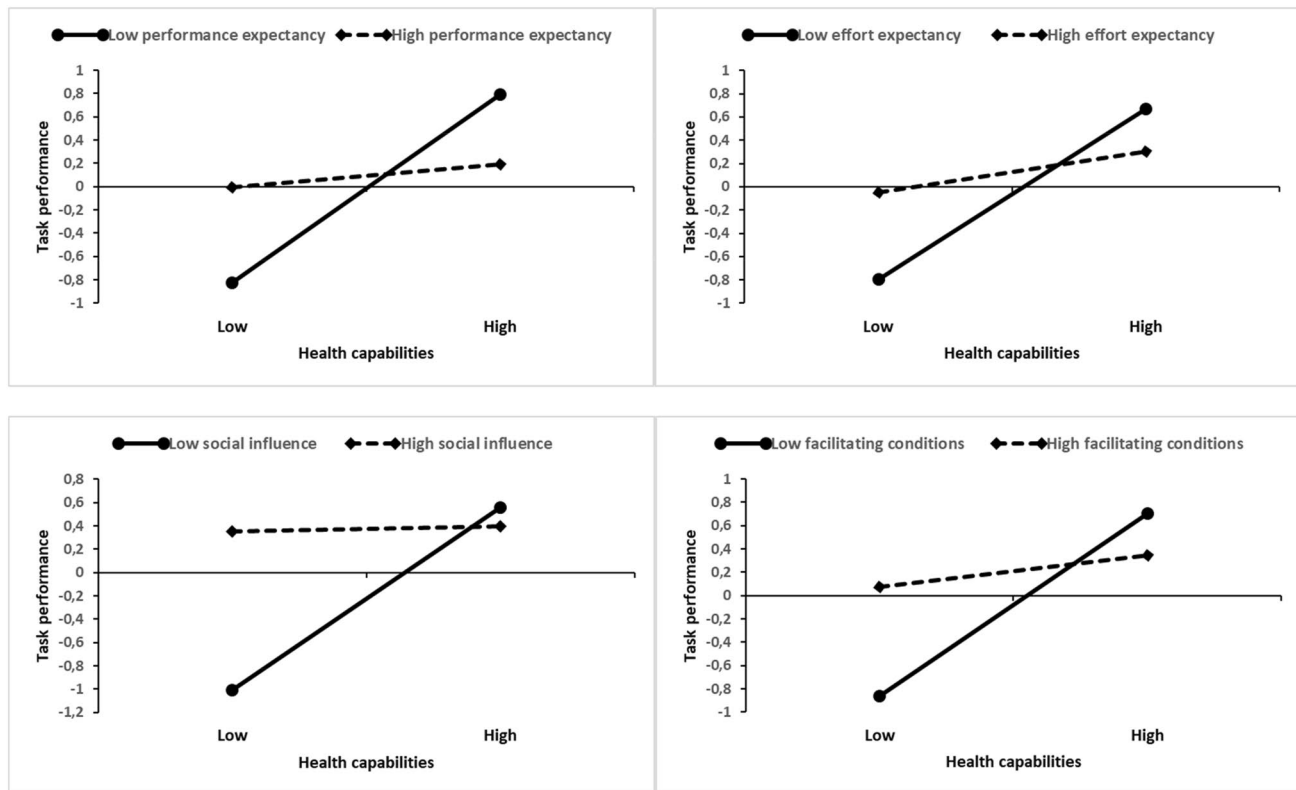 Low performance expectancy High performance expectancy
1
0,8
0,6
0,4
0,2
0
-0,2
-0,4
-0,6
-0,8
-1
Task performance
Low High
Health capabilities
Low effort expectancy High effort expectancy
1
0,8
0,6
0,4
0,2
0
-0,2
-0,4
-0,6
-0,8
-1
Task performance
Low High
Health capabilities
Low social influence High social influence
0,8
0,6
0,4
0,2
0
-0,2
-0,4
-0,6
-0,8
-1
-1,2
Task performance
Low High
Health capabilities
Low facilitating conditions High facilitating conditions
1
0,8
0,6
0,4
0,2
0
-0,2
-0,4
-0,6
-0,8
-1
Task performance
Low High
Health capabilities